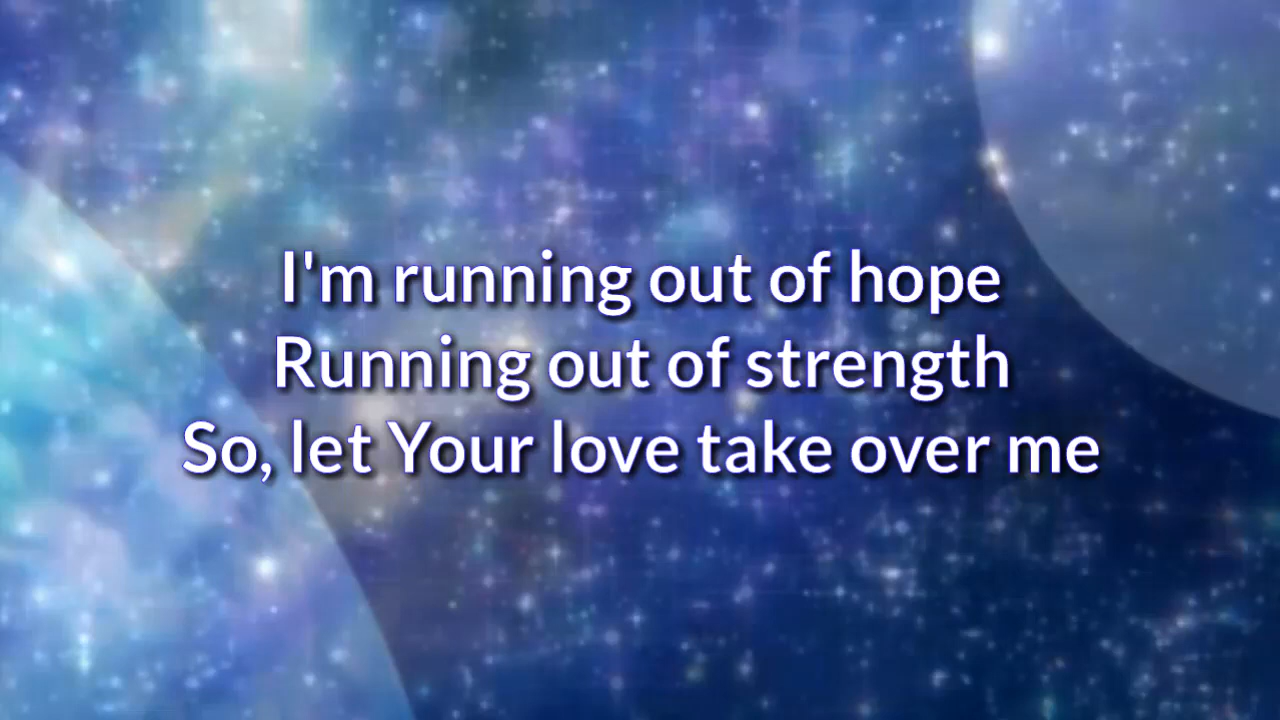 I'm running out of hope
Running out of strength
So, let Your love take over me